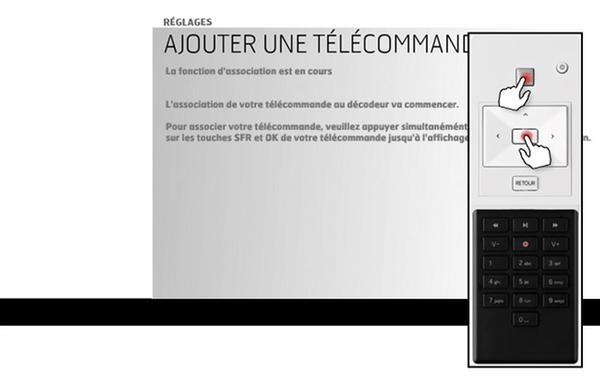 RÉGLAGES
AJOUTER UNE TÉLÉCOMMAND
La fonction d'association est en cours
L'association de votre télécommande au décodeur va commencer.
Pour associer votre télécommande, veuillez appuyer simultanément
sur les touches SFR et OK de votre télécommande jusqu'à l'affichage n.
RETOUR
V- V+
1 2 abc 3 def
4 ghi 5 jkl 6 mno
7 pqrs 8 tuv 9 wxyz
0